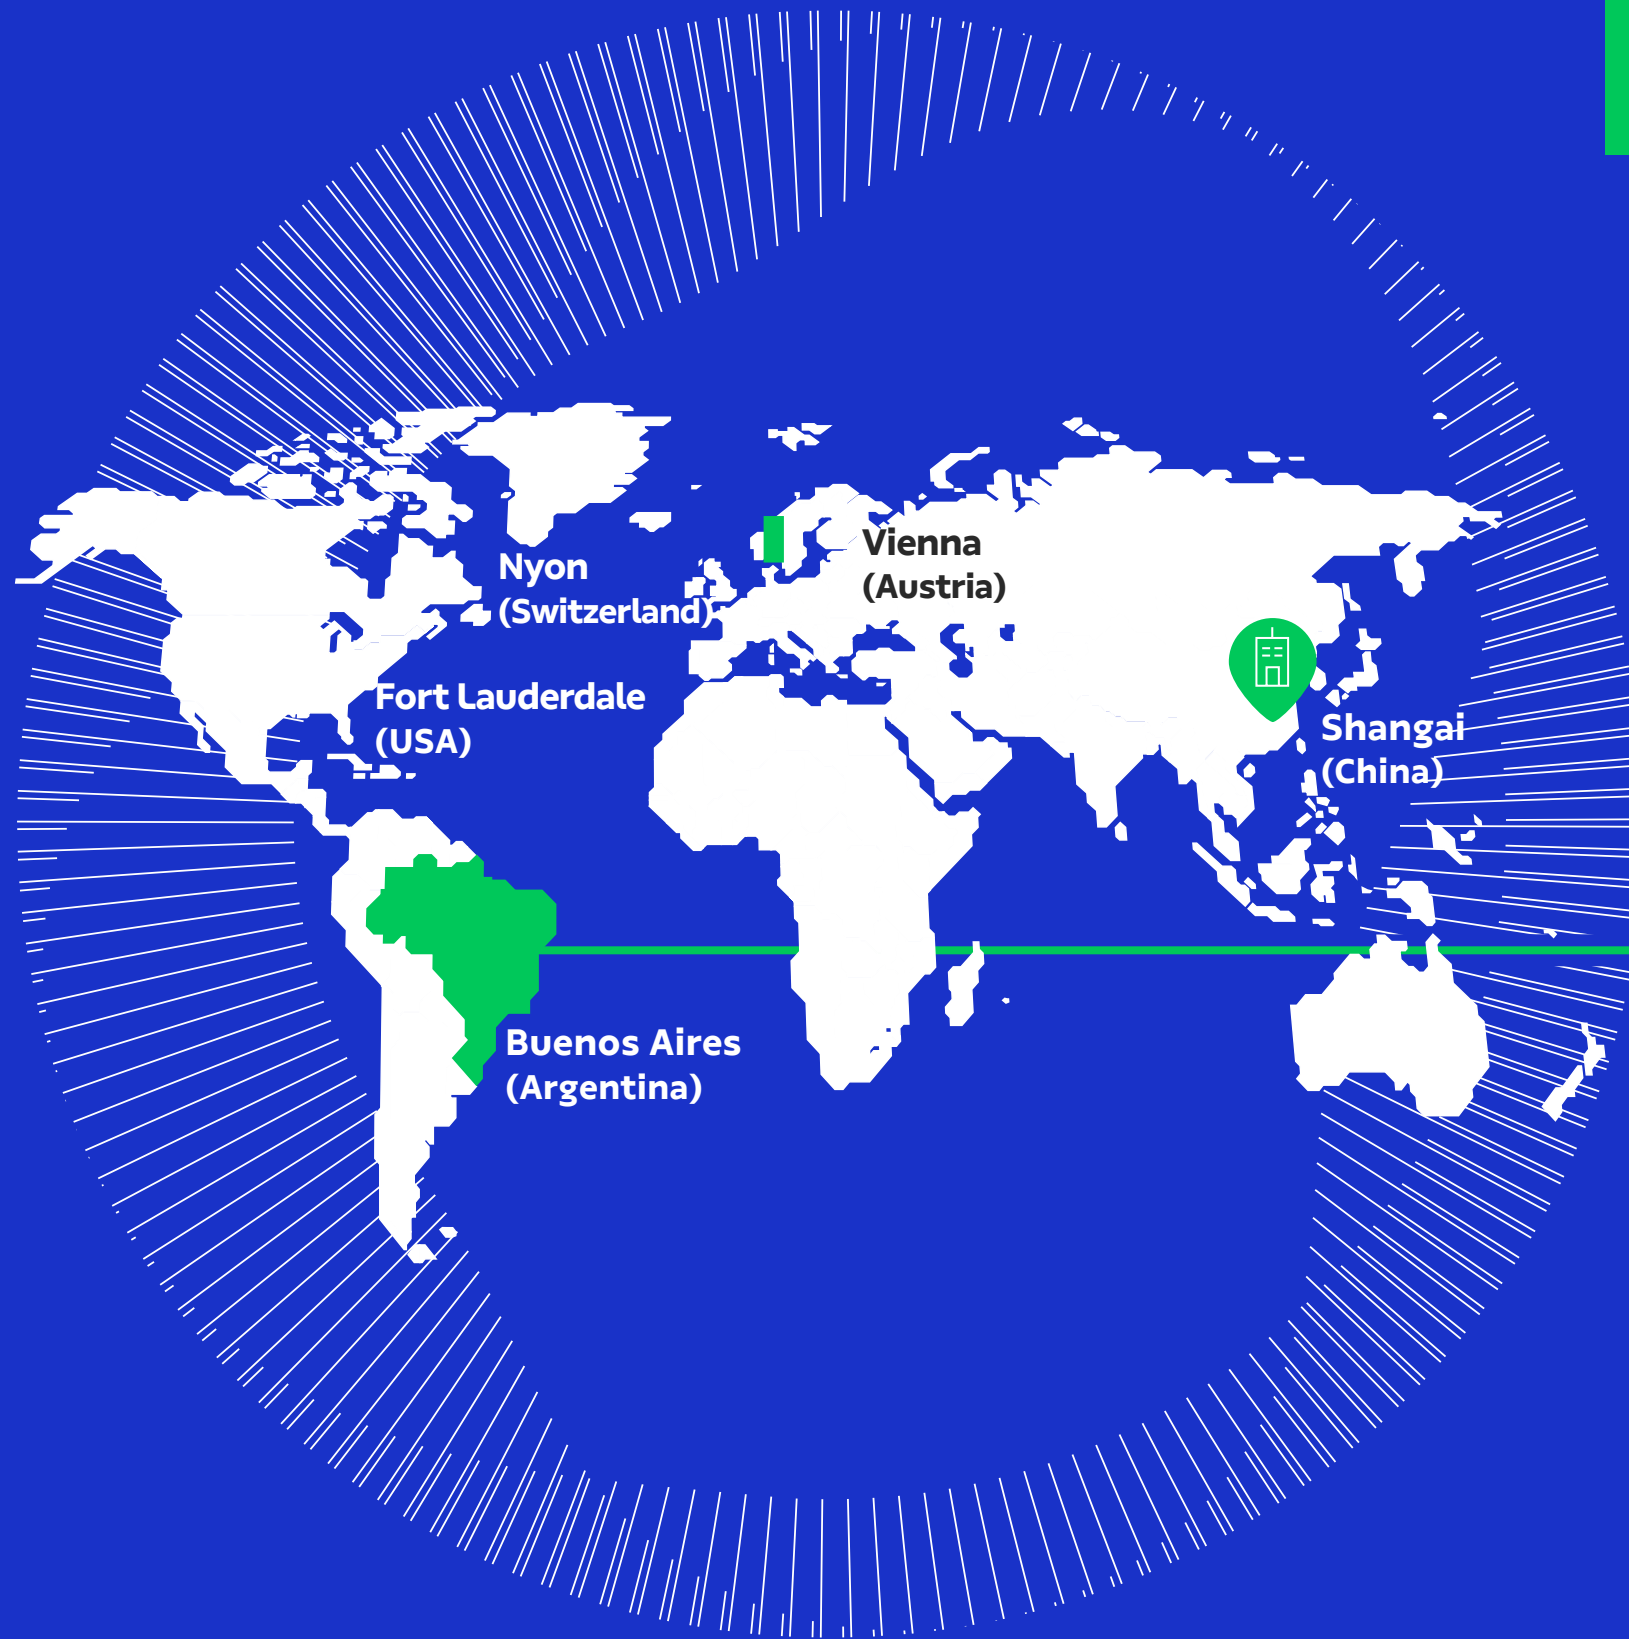 Vienna
(Austria)
Nyon
(Switzerland)
Fort Lauderdale
(USA)
Shangai
(China)
Buenos Aires
(Argentina)